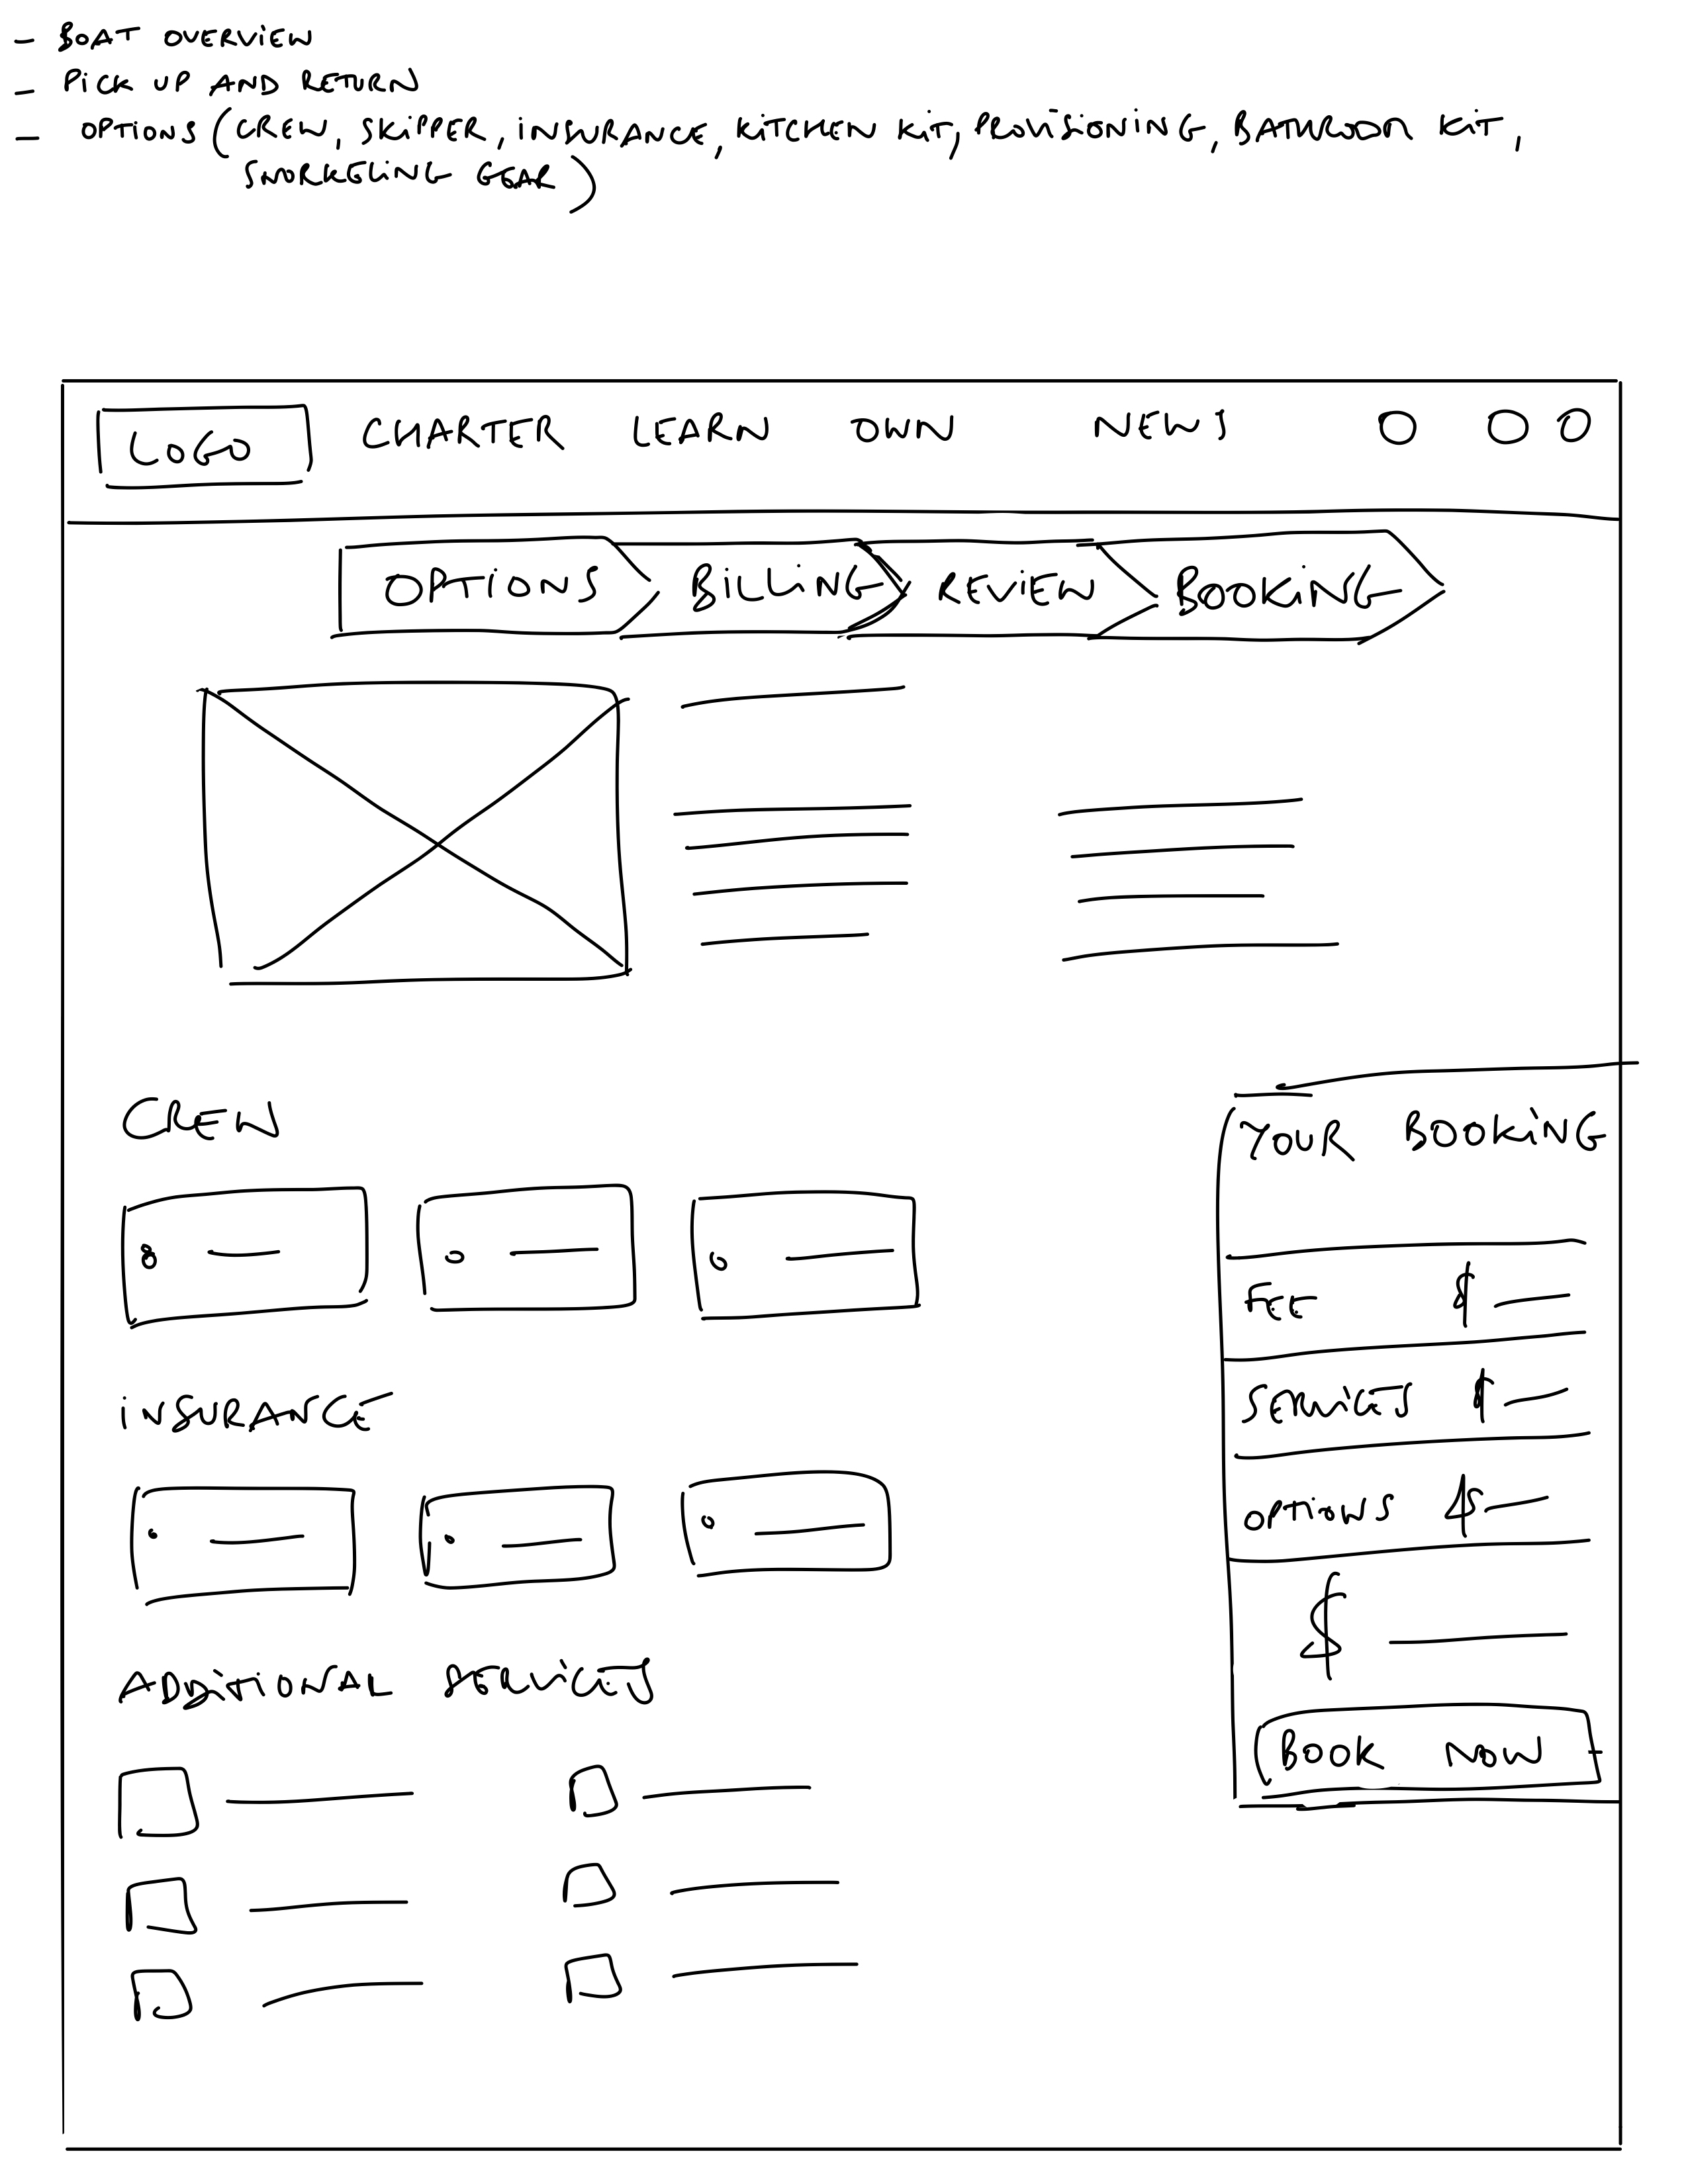 - BOAT OVERVIEW
- PICK UP AND RETURN
- OPTIONS (CREW, SKIPPER, INSURANCE, KITCHEN KIT, PROVISIONING, BATHROOM KIT,
SNORKELING GEAR)
LOGO CHARTER LEARN OWN NEWS
OPTIONS BILLING REVIEW BOOKING
CREW
YOUR BOOKING
FEE $
INSURANCE
SERVICES $
OPTIONS $
$
ADDITIONAL SERVICES
BOOK NOW